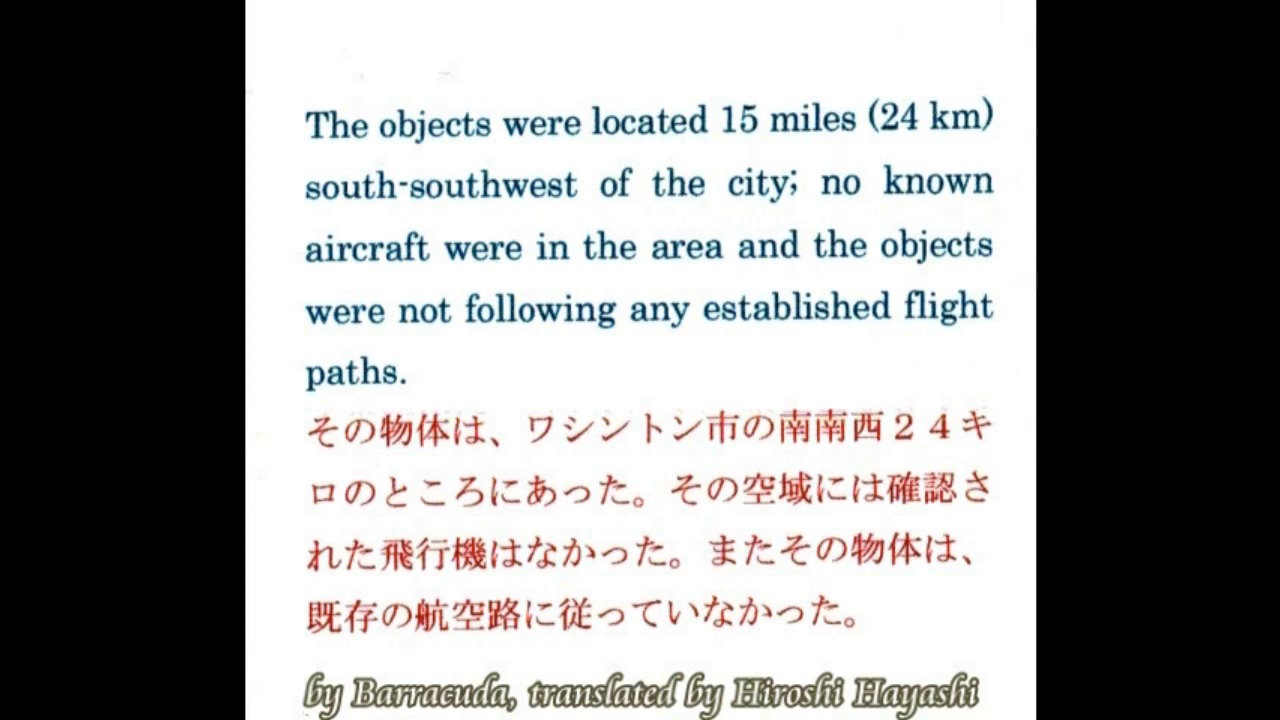 The objects were located 15 miles (24 km)
south-southwest of the city; no known
aircraft were in the area and the objects
were not following any established flight
paths.
その物体は、ワシントン市の南南西２４キ
ロのところにあった。その空域には確認さ
れた飛行機はなかった。またその物体は、
既存の航空路に従っていなかった。
by Barracuda, translated by Hiroshi Hayashi